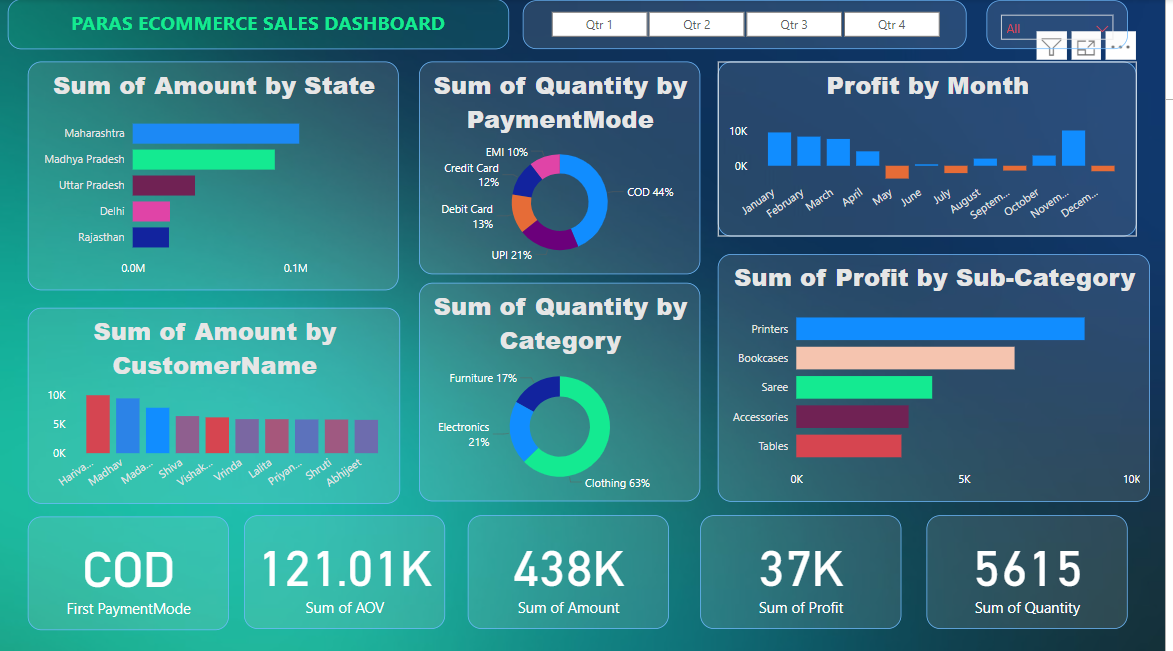 PARAS ECOMMERCE SALES DASHBOARD
Qtr 1
Qtr 2
Qtr 3
Qtr 4
All
Sum of Amount by State
Maharashtra
Madhya Pradesh
Uttar Pradesh
Delhi
Rajasthan
0.0M
0.1M
Sum of Quantity by
PaymentMode
EMI 10%
Credit Card
12%
Debit Card
13%
UPI 21%
COD 44%
Profit by Month
10K
0K
January
February
March
April
May
June
July
August
Septem...
October
Novem...
Decem...
Sum of Amount by
CustomerName
10K
5K
0K
Hariva...
Madhav
Mada...
Shiva
Vishak...
Vrinda
Lalita
Priyan...
Shruti
Abhijeet
Sum of Quantity by
Category
Furniture 17%
Electronics
21%
Clothing 63%
Sum of Profit by Sub-Category
Printers
Bookcases
Saree
Accessories
Tables
0K
5K
10K
COD
First PaymentMode
121.01K
Sum of AOV
438K
Sum of Amount
37K
Sum of Profit
5615
Sum of Quantity